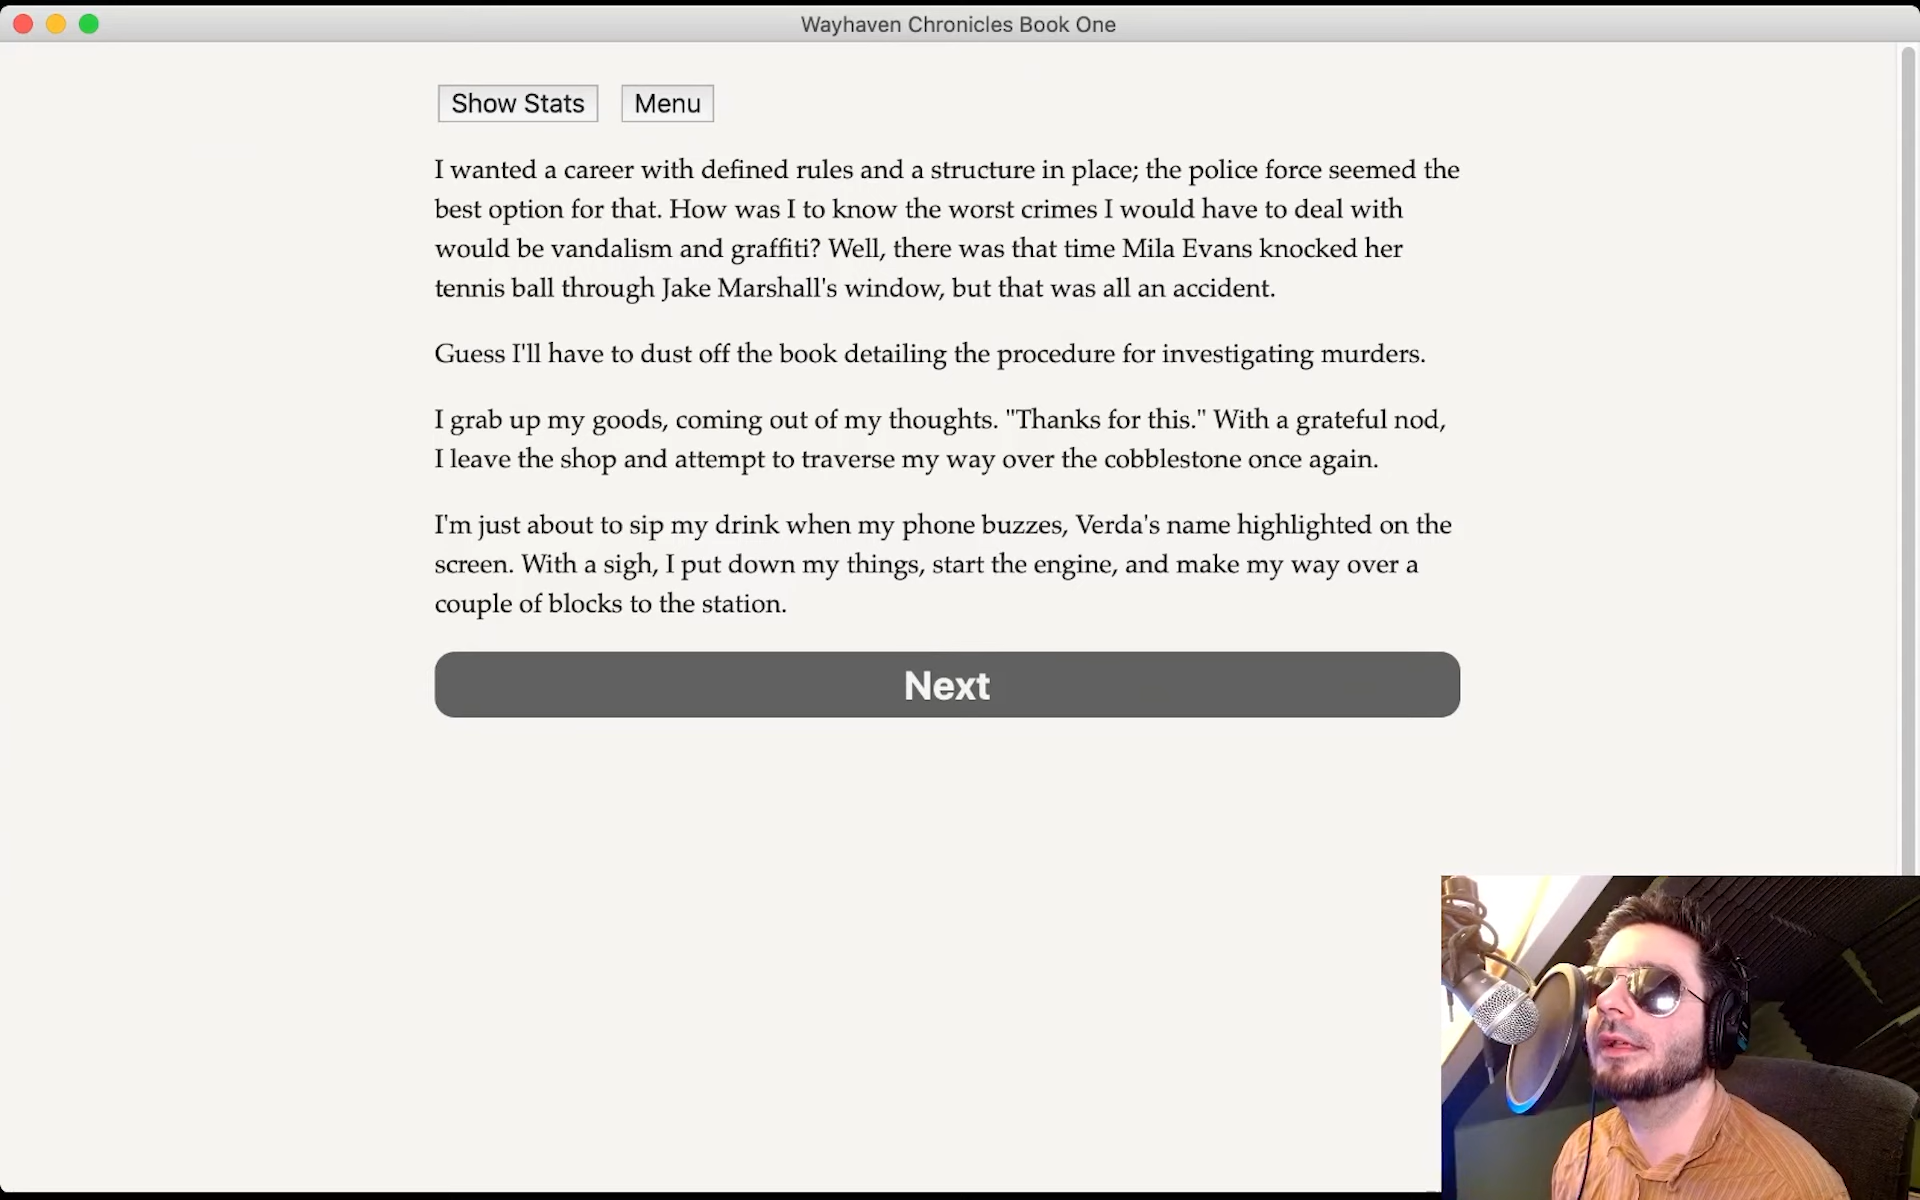 Wayhaven Chronicles Book One
Show Stats
Menu
I wanted a career with defined rules and a structure in place; the police force seemed the
best option for that. How was I to know the worst crimes I would have to deal with
would be vandalism and graffiti? Well, there was that time Mila Evans knocked her
tennis ball through Jake Marshall's window, but that was all an accident.
Guess I'll have to dust off the book detailing the procedure for investigating murders.
I grab up my goods, coming out of my thoughts. "Thanks for this." With a grateful nod,
I leave the shop and attempt to traverse my way over the cobblestone once again.
I'm just about to sip my drink when my phone buzzes, Verda's name highlighted on the
screen. With a sigh, I put down my things, start the engine, and make my way over a
couple of blocks to the station.
Next